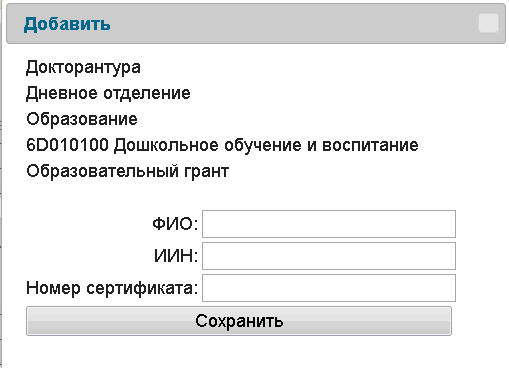 Добавить
Докторантура
Дневное отделение
Образование
6D010100 Дошкольное обучение и воспитание
Образовательный грант
ФИО:
ИИН:
Номер сертификата:
Сохранить